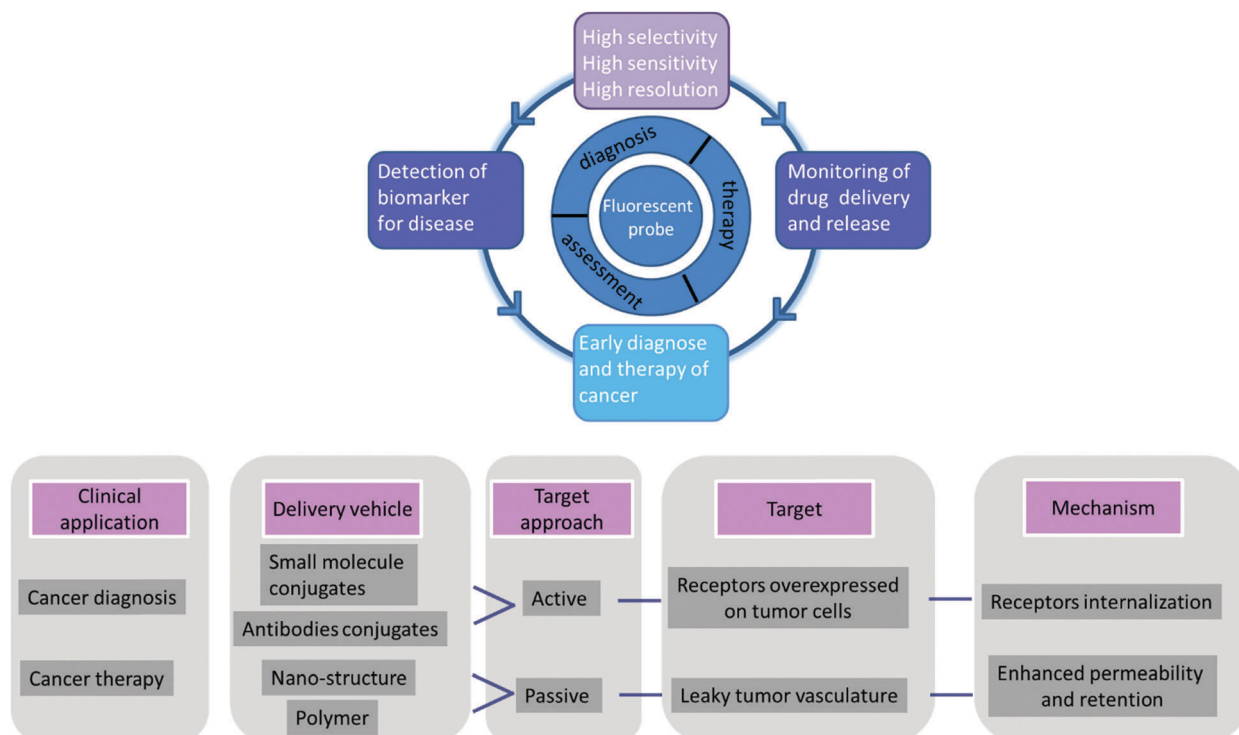 High selectivity
High sensitivity
High resolution
Detection of
biomarker
for disease
diagnosis
therapy
assessment
Fluorescent
probe
Monitoring of
drug delivery
and release
Early diagnose
and therapy of
cancer
Clinical
application
Cancer diagnosis
Cancer therapy
Delivery vehicle
Small molecule
conjugates
Antibodies conjugates
Nano-structure
Polymer
Target
approach
Active
Passive
Target
Receptors overexpressed
on tumor cells
Leaky tumor vasculature
Mechanism
Receptors internalization
Enhanced permeability
and retention